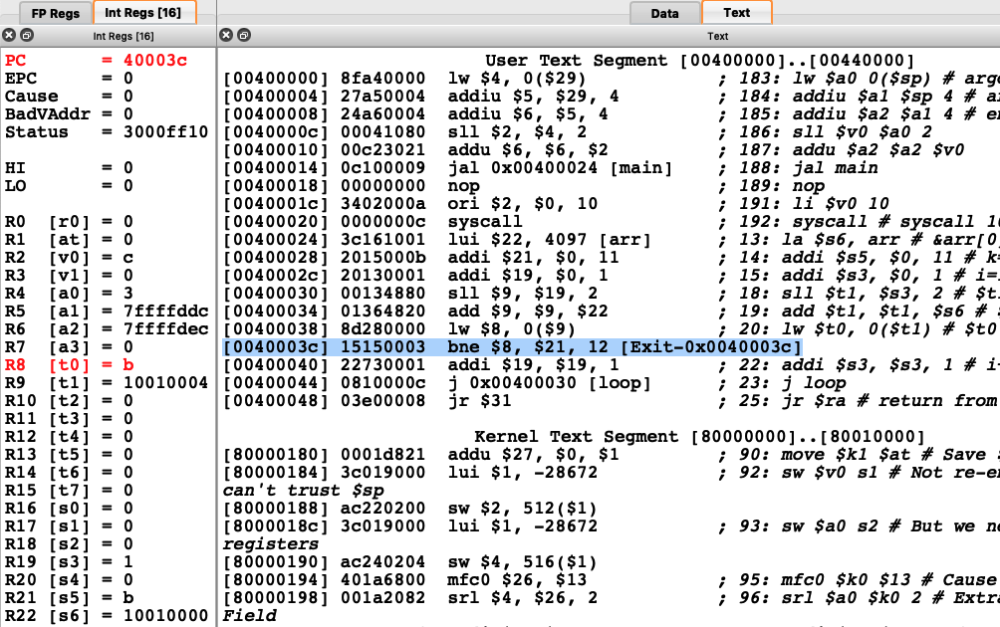 FP Regs Int Regs [16] Data Text
Int Regs [16] Text
PC = 40003c
EPC = 0
Cause = 0
BadVAddr = 0
Status = 3000ff10
HI = 0
LO = 0
R0 [r0] = 0
R1 [at] = 0
R2 [v0] = c
R3 [v1] = 0
R4 [a0] = 3
R5 [a1] = 7ffffddc
R6 [a2] = 7ffffdec
R7 [a3] = 0
R8 [t0] = b
R9 [t1] = 10010004
R10 [t2] = 0
R11 [t3] = 0
R12 [t4] = 0
R13 [t5] = 0
R14 [t6] = 0
R15 [t7] = 0
R16 [s0] = 0
R17 [s1] = 0
R18 [s2] = 0
R19 [s3] = 1
R20 [s4] = 0
R21 [s5] = b
R22 [s6] = 10010000
User Text Segment [00400000]..[00440000]
[00400000] 8fa40000 lw $4, 0($29) ; 183: lw $a0 0($sp) # argc
[00400004] 27a50004 addiu $5, $29, 4 ; 184: addiu $a1 $sp 4 # a
[00400008] 24a60004 addiu $6, $5, 4 ; 185: addiu $a2 $a1 4 # e
[0040000c] 00041080 sll $2, $4, 2 ; 186: sll $v0 $a0 2
[00400010] 00c23021 addu $6, $6, $2 ; 187: addu $a2 $a2 $v0
[00400014] 0c100009 jal 0x00400024 [main] ; 188: jal main
[00400018] 00000000 nop ; 189: nop
[0040001c] 3402000a ori $2, $0, 10 ; 191: li $v0 10
[00400020] 0000000c syscall ; 192: syscall # syscall 10
[00400024] 3c161001 lui $22, 4097 [arr] ; 13: la $s6, arr # &arr[0]
[00400028] 2015000b addi $21, $0, 11 ; 14: addi $s5, $0, 11 # k=
[0040002c] 20130001 addi $19, $0, 1 ; 15: addi $s3, $0, 1 # i=
[00400030] 00134880 sll $9, $19, 2 ; 18: sll $t1, $s3, 2 # $t
[00400034] 01364820 add $9, $9, $22 ; 19: add $t1, $t1, $s6 #
[00400038] 8d280000 lw $8, 0($9) ; 20: lw $t0, 0($t1) # $t0
[0040003c] 15150003 bne $8, $21, 12 [Exit-0x0040003c]
[00400040] 22730001 addi $19, $19, 1 ; 22: addi $s3, $s3, 1 # i=
[00400044] 0810000c j 0x00400030 [loop] ; 23: j loop
[00400048] 03e00008 jr $31 ; 25: jr $ra # return from
Kernel Text Segment [80000000]..[80010000]
[80000180] 0001d821 addu $27, $0, $1 ; 90: move $k1 $at # Save
[80000184] 3c019000 lui $1, -28672 ; 92: sw $v0 s1 # Not re-en
can't trust $sp
[80000188] ac220200 sw $2, 512($1)
[8000018c] 3c019000 lui $1, -28672 ; 93: sw $a0 s2 # But we ne
registers
[80000190] ac240204 sw $4, 516($1)
[80000194] 401a6800 mfc0 $26, $13 ; 95: mfc0 $k0 $13 # Cause
[80000198] 001a2082 srl $4, $26, 2 ; 96: srl $a0 $k0 2 # Extra
Field